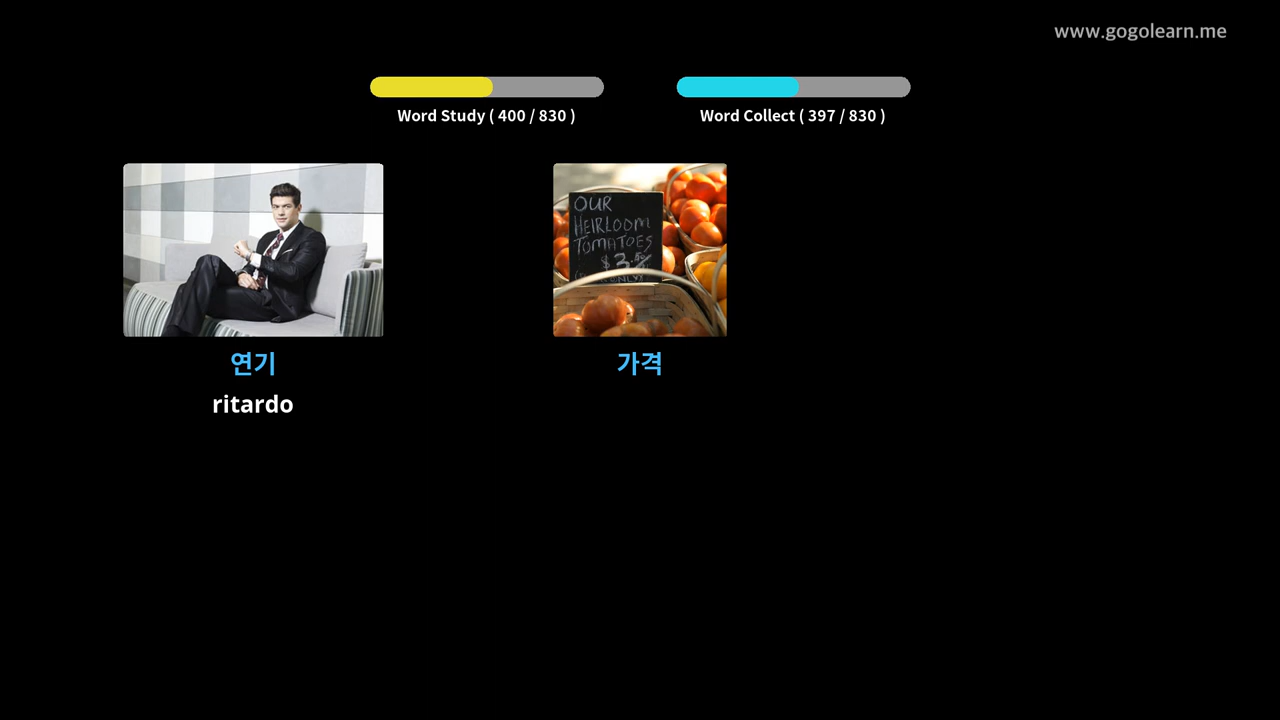 www.gogolearn.me
Word Study ( 400 / 830 )
Word Collect ( 397 / 830 )
OUR
HEIRLOOM
TOMATOES
연기
가격
ritardo